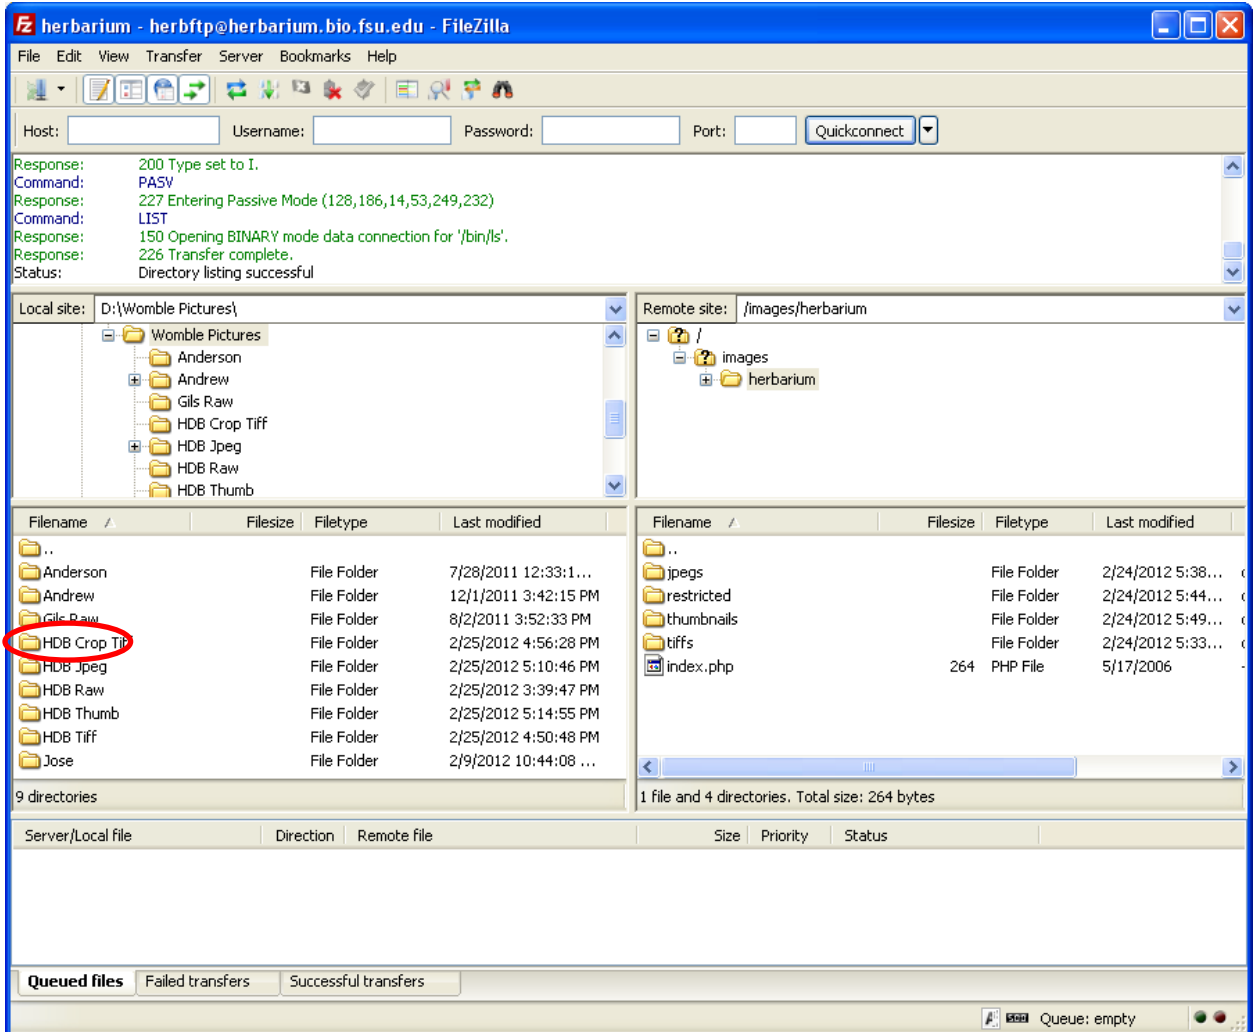 herbarium - herbftp@herbarium.bio.fsu.edu - FileZilla
File Edit View Transfer Server Bookmarks Help
Host: Username: Password: Port: Quickconnect
Response: 200 Type set to I.
Command: PASV
Response: 227 Entering Passive Mode (128,186,14,53,249,232)
Command: LIST
Response: 150 Opening BINARY mode data connection for '/bin/ls'.
Response: 226 Transfer complete.
Status: Directory listing successful
Local site: D:\Womble Pictures\
Womble Pictures
Anderson
Andrew
Gils Raw
HDB Crop Tiff
HDB Jpeg
HDB Raw
HDB Thumb
Remote site: /images/herbarium
/
images
herbarium
Filename Filesize Filetype Last modified
..
Anderson File Folder 7/28/2011 12:33:1...
Andrew File Folder 12/1/2011 3:42:15 PM
Gils Raw File Folder 8/2/2011 3:52:33 PM
HDB Crop Tiff File Folder 2/25/2012 4:56:28 PM
HDB Jpeg File Folder 2/25/2012 5:10:46 PM
HDB Raw File Folder 2/25/2012 3:39:47 PM
HDB Thumb File Folder 2/25/2012 5:14:55 PM
HDB Tiff File Folder 2/25/2012 4:50:48 PM
Jose File Folder 2/9/2012 10:44:08 ...
9 directories
Filename Filesize Filetype Last modified
..
jpegs File Folder 2/24/2012 5:38...
restricted File Folder 2/24/2012 5:44...
thumbnails File Folder 2/24/2012 5:49...
tiffs File Folder 2/24/2012 5:33...
index.php 264 PHP File 5/17/2006
1 file and 4 directories. Total size: 264 bytes
Server/Local file Direction Remote file Size Priority Status
Queued files Failed transfers Successful transfers
Queue: empty